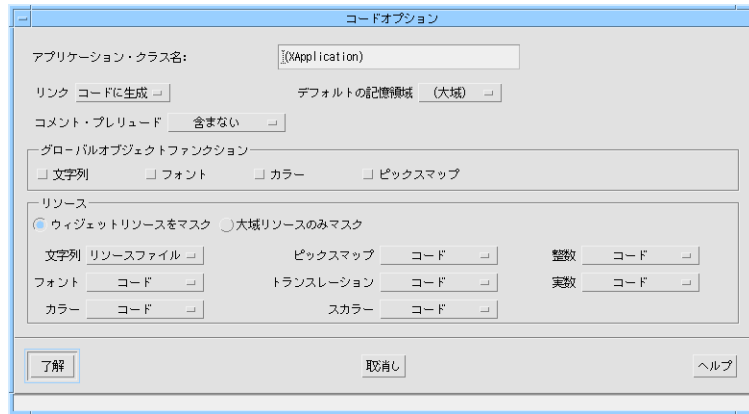 コードオプション
アプリケーション・クラス名: (XApplication)
リンク コードに生成 デフォルトの記憶領域 (大域)
コメント・プレリュード 含まない
グローバルオブジェクトファンクション
文字列 フォント カラー ピックスマップ
リソース
ウィジェットリソースをマスク 大域リソースのみマスク
文字列 リソースファイル ピックスマップ コード 整数 コード
フォント コード トランスレーション コード 実数 コード
カラー コード スカラー コード
了解 取消し ヘルプ